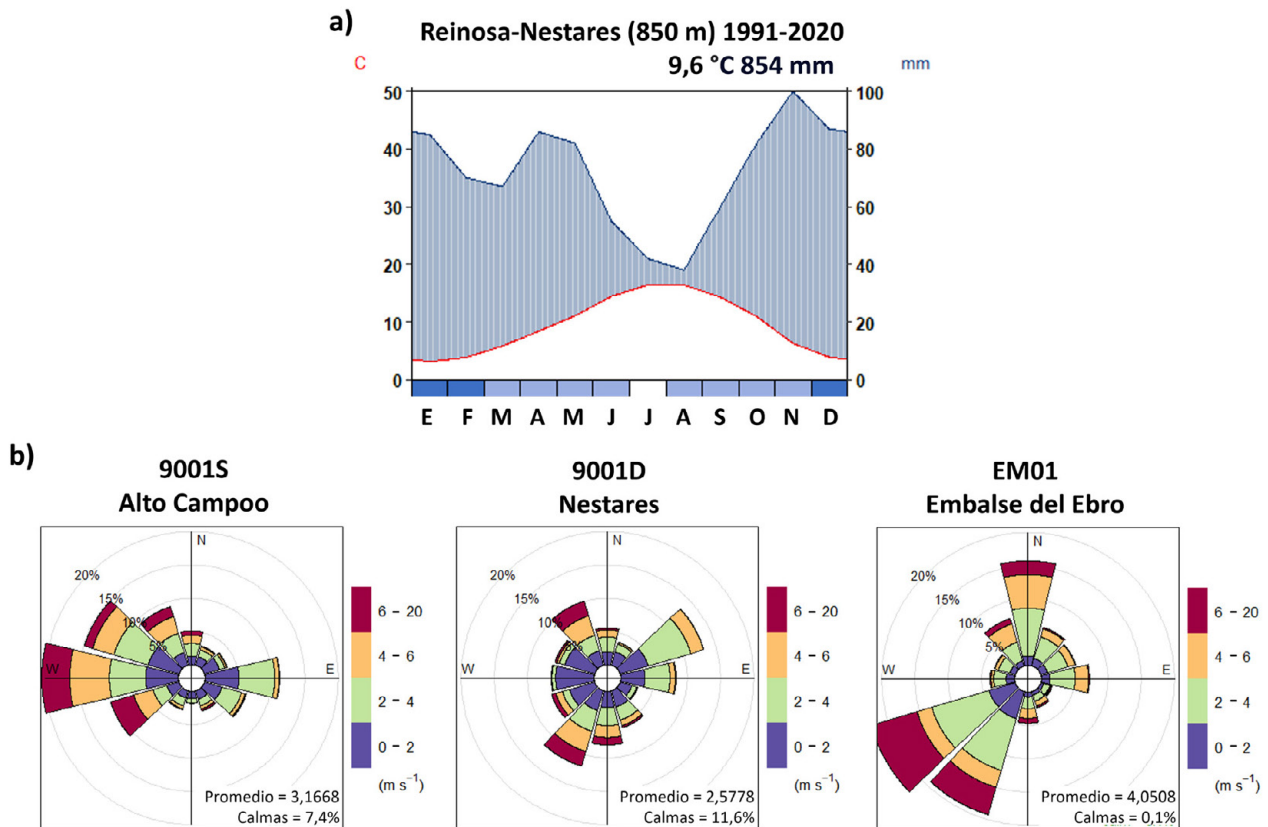 a)
Reinosa-Nestares (850 m) 1991-2020
C 9,6 °C 854 mm mm
50 100
40 80
30 60
20 40
10 20
0 0
E F M A M J J A S O N D
b)
9001S
Alto Campoo
N
20%
15%
10%
5%
W E
6 – 20
4 – 6
2 – 4
0 – 2
(m s⁻¹)
Promedio = 3,1668
Calmas = 7,4%
9001D
Nestares
N
20%
15%
10%
5%
W E
6 – 20
4 – 6
2 – 4
0 – 2
(m s⁻¹)
Promedio = 2,5778
Calmas = 11,6%
EM01
Embalse del Ebro
N
20%
15%
10%
5%
W E
6 – 20
4 – 6
2 – 4
0 – 2
(m s⁻¹)
Promedio = 4,0508
Calmas = 0,1%